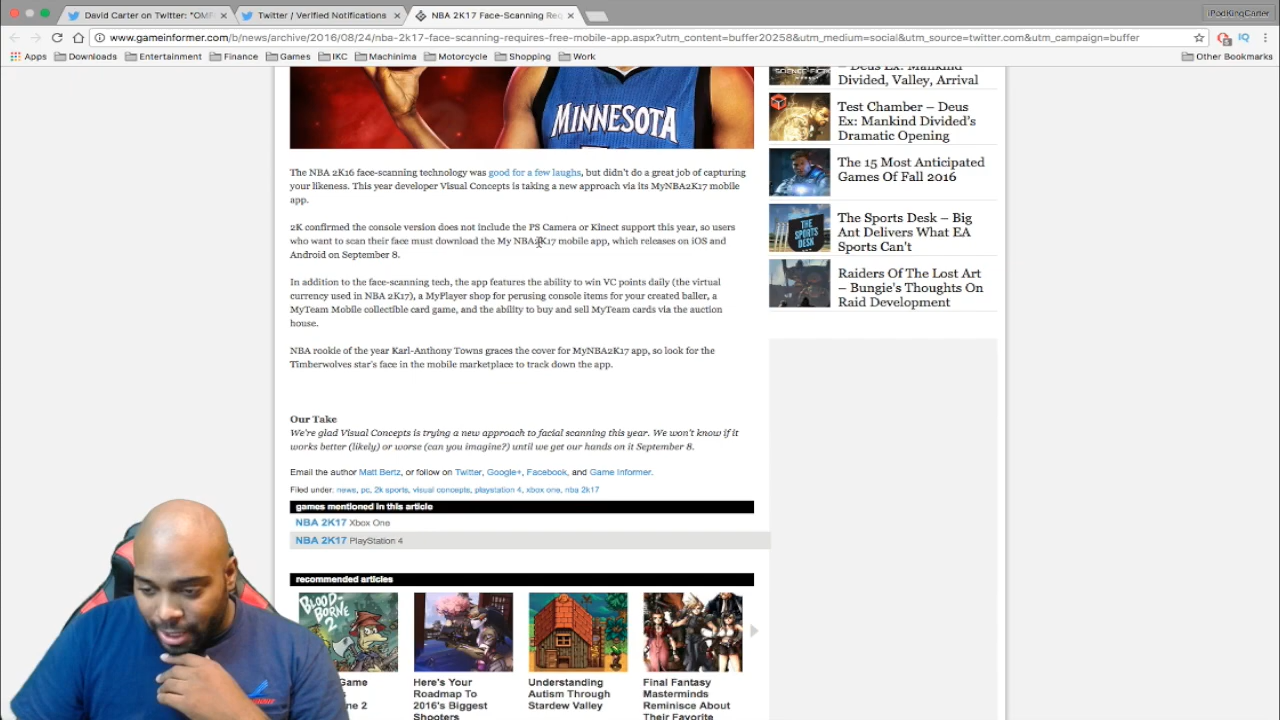 David Carter on Twitter: "OMF
Twitter / Verified Notifications
NBA 2K17 Face-Scanning Req
iPodKingCarter
www.gameinformer.com/b/news/archive/2016/08/24/nba-2k17-face-scanning-requires-free-mobile-app.aspx?utm_content=buffer20258&utm_medium=social&utm_source=twitter.com&utm_campaign=buffer
Apps Downloads Entertainment Finance Games IKC Machinima Motorcycle Shopping Work Other Bookmarks
MINNESOTA
The NBA 2K16 face-scanning technology was good for a few laughs, but didn't do a great job of capturing
your likeness. This year developer Visual Concepts is taking a new approach via its MyNBA2K17 mobile
app.
2K confirmed the console version does not include the PS Camera or Kinect support this year, so users
who want to scan their face must download the My NBA2K17 mobile app, which releases on iOS and
Android on September 8.
In addition to the face-scanning tech, the app features the ability to win VC points daily (the virtual
currency used in NBA 2K17), a MyPlayer shop for perusing console items for your created baller, a
MyTeam Mobile collectible card game, and the ability to buy and sell MyTeam cards via the auction
house.
NBA rookie of the year Karl-Anthony Towns graces the cover for MyNBA2K17 app, so look for the
Timberwolves star's face in the mobile marketplace to track down the app.
Our Take
We're glad Visual Concepts is trying a new approach to facial scanning this year. We won't know if it
works better (likely) or worse (can you imagine?) until we get our hands on it September 8.
Email the author Matt Bertz, or follow on Twitter, Google+, Facebook, and Game Informer.
Filed under: news, pc, 2k sports, visual concepts, playstation 4, xbox one, nba 2k17
games mentioned in this article
NBA 2K17 Xbox One
NBA 2K17 PlayStation 4
recommended articles
BLOOD-
BORNE
2
Game
ne 2
Here's Your
Roadmap To
2016's Biggest
Shooters
Understanding
Autism Through
Stardew Valley
Final Fantasy
Masterminds
Reminisce About
Their Favorite
SCIENCE-FICTION
– Deus Ex: Mankind
Divided, Valley, Arrival
Test Chamber – Deus
Ex: Mankind Divided's
Dramatic Opening
The 15 Most Anticipated
Games Of Fall 2016
THE
SPORTS
DESK
The Sports Desk – Big
Ant Delivers What EA
Sports Can't
Raiders Of The Lost Art
– Bungie's Thoughts On
Raid Development